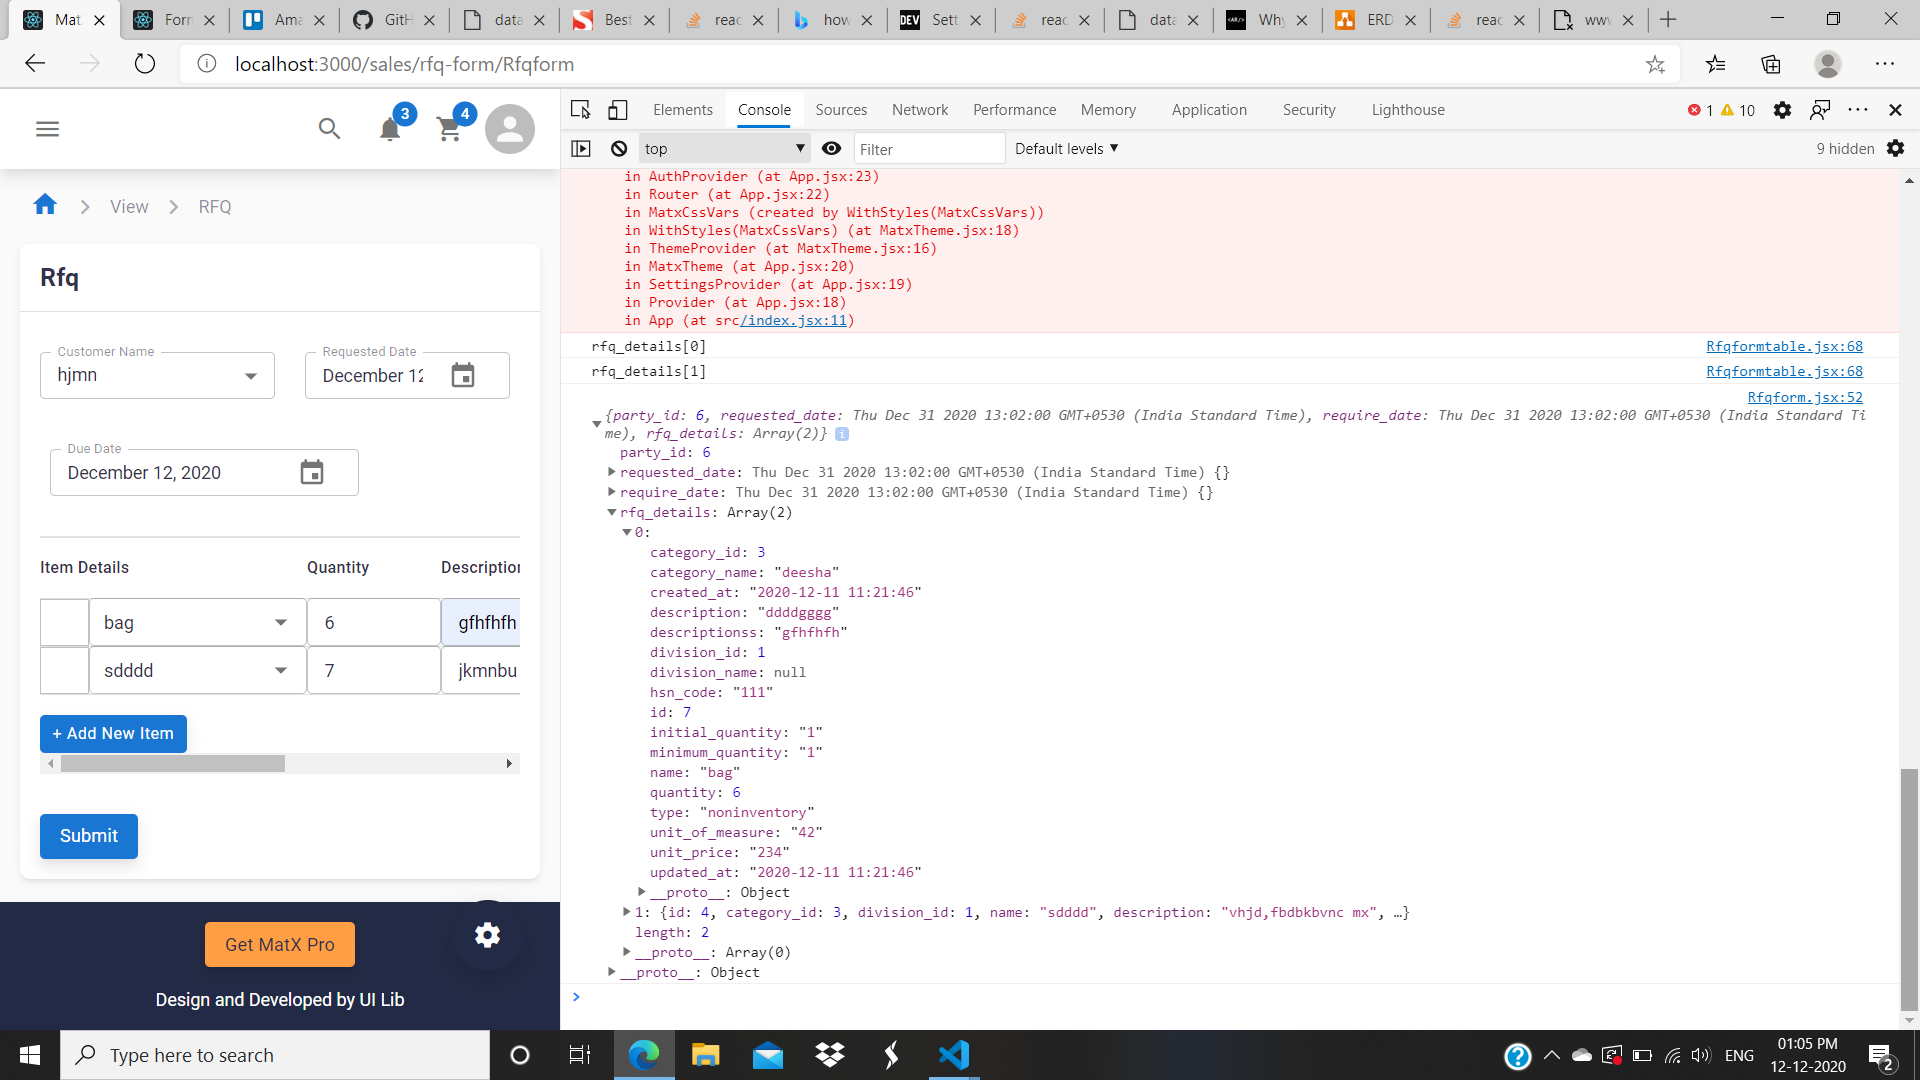 Mat
Forn
Ama
GitH
data
Best
reac
how
DEV
Sett
reac
data
Why
ERD
reac
www
localhost:3000/sales/rfq-form/Rfqform
3
4
View
RFQ
Rfq
Customer Name
hjmn
Requested Date
December 12
Due Date
December 12, 2020
Item Details
Quantity
Description
bag
6
gfhfhfh
sdddd
7
jkmnbu
+ Add New Item
Submit
Get MatX Pro
Design and Developed by UI Lib
Elements
Console
Sources
Network
Performance
Memory
Application
Security
Lighthouse
1
10
top
Filter
Default levels
9 hidden
in AuthProvider (at App.jsx:23)
in Router (at App.jsx:22)
in MatxCssVars (created by WithStyles(MatxCssVars))
in WithStyles(MatxCssVars) (at MatxTheme.jsx:18)
in ThemeProvider (at MatxTheme.jsx:16)
in MatxTheme (at App.jsx:20)
in SettingsProvider (at App.jsx:19)
in Provider (at App.jsx:18)
in App (at src/index.jsx:11)
rfq_details[0] Rfqformtable.jsx:68
rfq_details[1] Rfqformtable.jsx:68
Rfqform.jsx:52
{party_id: 6, requested_date: Thu Dec 31 2020 13:02:00 GMT+0530 (India Standard Time), require_date: Thu Dec 31 2020 13:02:00 GMT+0530 (India Standard Ti
me), rfq_details: Array(2)} i
party_id: 6
requested_date: Thu Dec 31 2020 13:02:00 GMT+0530 (India Standard Time) {}
require_date: Thu Dec 31 2020 13:02:00 GMT+0530 (India Standard Time) {}
rfq_details: Array(2)
0:
category_id: 3
category_name: "deesha"
created_at: "2020-12-11 11:21:46"
description: "ddddgggg"
descriptionss: "gfhfhfh"
division_id: 1
division_name: null
hsn_code: "111"
id: 7
initial_quantity: "1"
minimum_quantity: "1"
name: "bag"
quantity: 6
type: "noninventory"
unit_of_measure: "42"
unit_price: "234"
updated_at: "2020-12-11 11:21:46"
__proto__: Object
1: {id: 4, category_id: 3, division_id: 1, name: "sdddd", description: "vhjd,fbdbkbvnc mx", …}
length: 2
__proto__: Array(0)
__proto__: Object
Type here to search
ENG
01:05 PM
12-12-2020
2